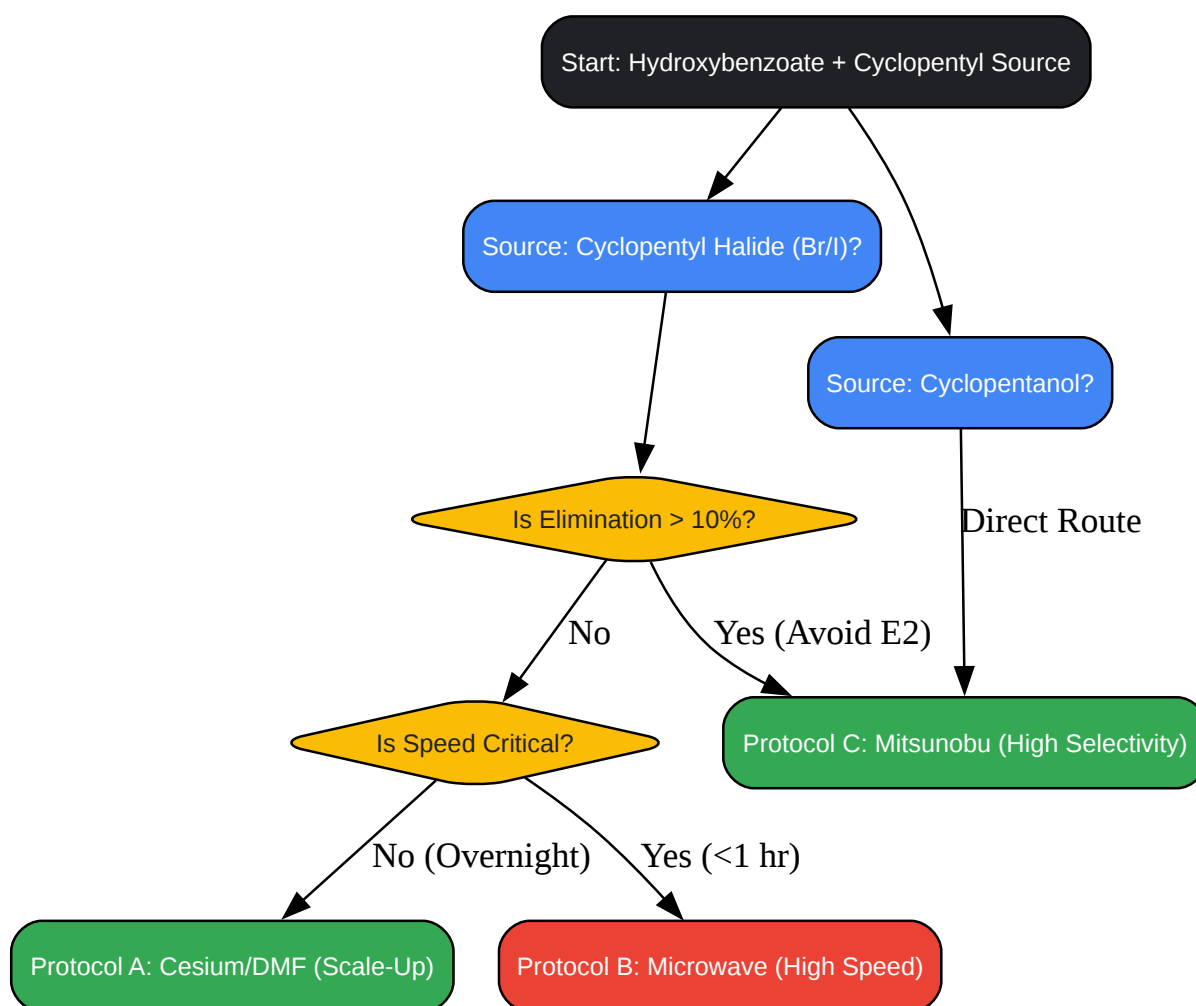 Start: Hydroxybenzoate + Cyclopentyl Source
Source: Cyclopentyl Halide (Br/I)?
Source: Cyclopentanol?
Is Elimination > 10%?
Direct Route
No
Yes (Avoid E2)
Is Speed Critical?
Protocol C: Mitsunobu (High Selectivity)
No (Overnight)
Yes (<1 hr)
Protocol A: Cesium/DMF (Scale-Up)
Protocol B: Microwave (High Speed)